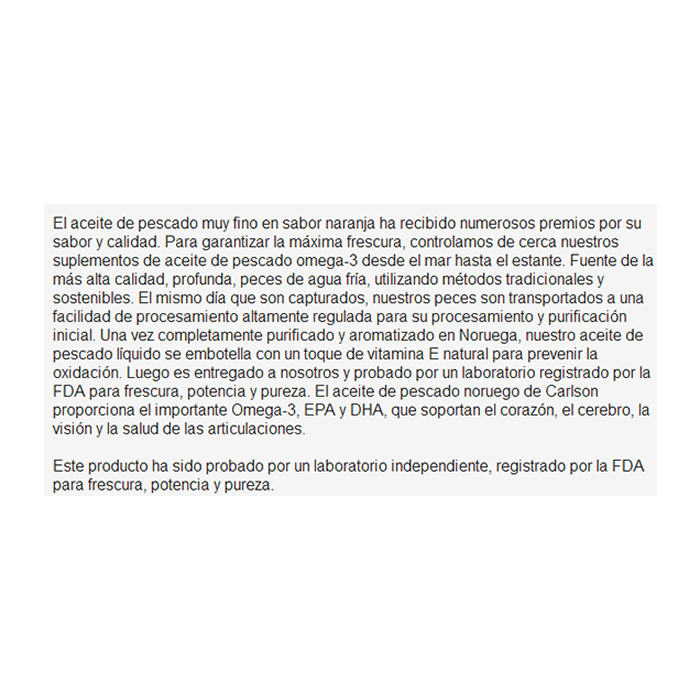 El aceite de pescado muy fino en sabor naranja ha recibido numerosos premios por su
sabor y calidad. Para garantizar la máxima frescura, controlamos de cerca nuestros
suplementos de aceite de pescado omega-3 desde el mar hasta el estante. Fuente de la
más alta calidad, profunda, peces de agua fría, utilizando métodos tradicionales y
sostenibles. El mismo día que son capturados, nuestros peces son transportados a una
facilidad de procesamiento altamente regulada para su procesamiento y purificación
inicial. Una vez completamente purificado y aromatizado en Noruega, nuestro aceite de
pescado líquido se embotella con un toque de vitamina E natural para prevenir la
oxidación. Luego es entregado a nosotros y probado por un laboratorio registrado por la
FDA para frescura, potencia y pureza. El aceite de pescado noruego de Carlson
proporciona el importante Omega-3, EPA y DHA, que soportan el corazón, el cerebro, la
visión y la salud de las articulaciones.
Este producto ha sido probado por un laboratorio independiente, registrado por la FDA
para frescura, potencia y pureza.